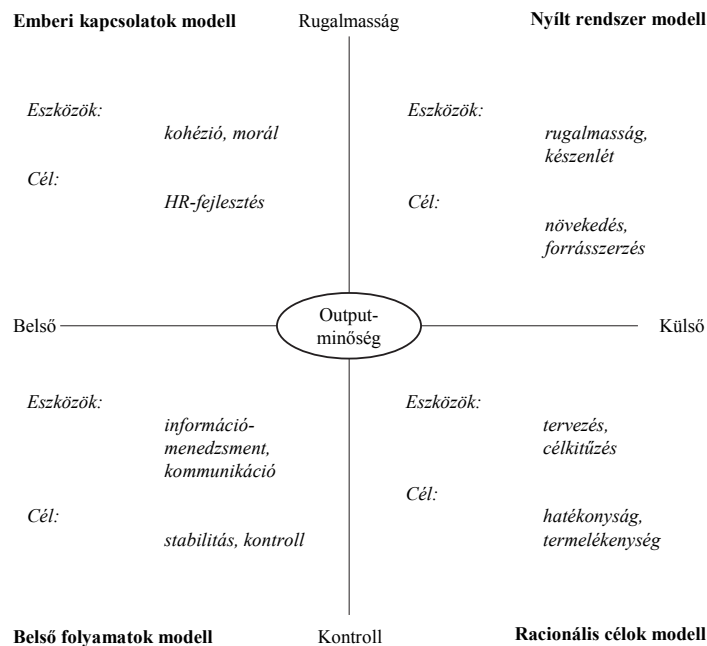 Emberi kapcsolatok modell
Rugalmasság
Nyílt rendszer modell
Eszközök:
kohézió, morál
Cél:
HR-fejlesztés
Eszközök:
rugalmasság,
készenlét
Cél:
növekedés,
forrásszerzés
Belső
Output-
minőség
Külső
Eszközök:
információ-
menedzsment,
kommunikáció
Cél:
stabilitás, kontroll
Eszközök:
tervezés,
célkitűzés
Cél:
hatékonyság,
termelékenység
Belső folyamatok modell
Kontroll
Racionális célok modell